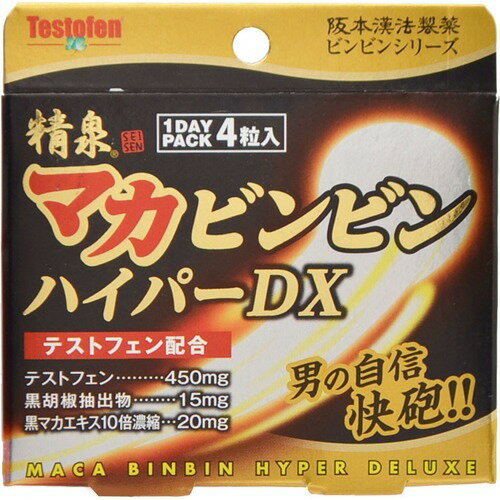 Testofen
阪本漢法製薬
ビンビンシリーズ
精泉®
SEI
SEN
1DAY
PACK 4粒入
マカビンビン
ハイパーDX
テストフェン配合
テストフェン………450mg
黒胡椒抽出物………15mg
黒マカエキス10倍濃縮…20mg
男の自信
快砲!!
MACA BINBIN HYPER DELUXE